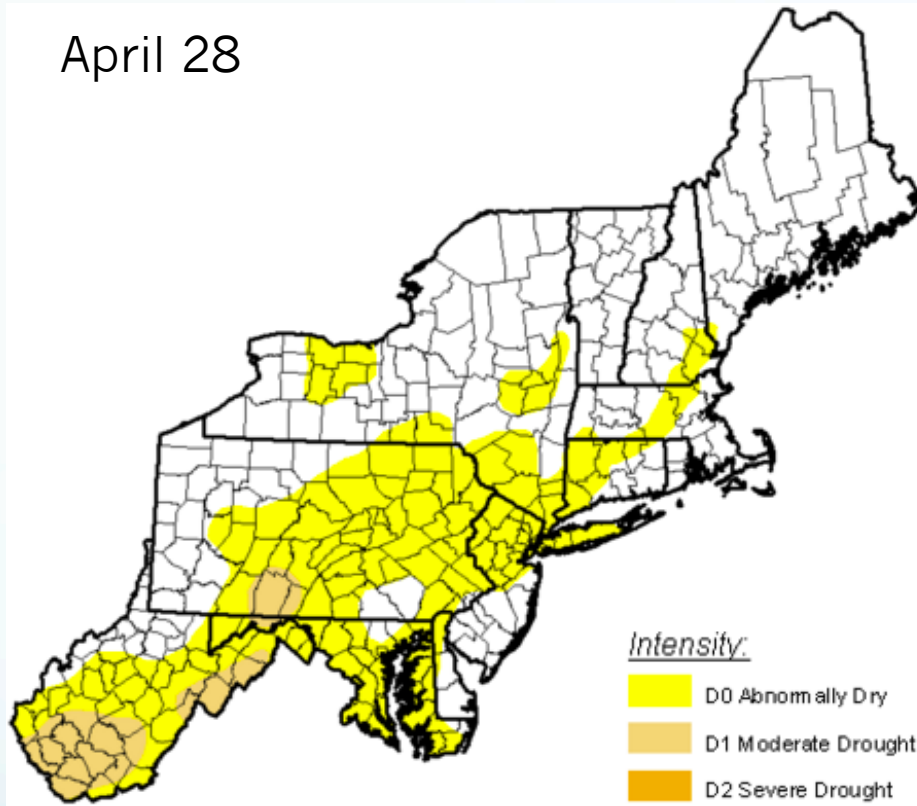 April 28
Intensity:
D0 Abnormally Dry
D1 Moderate Drought
D2 Severe Drought